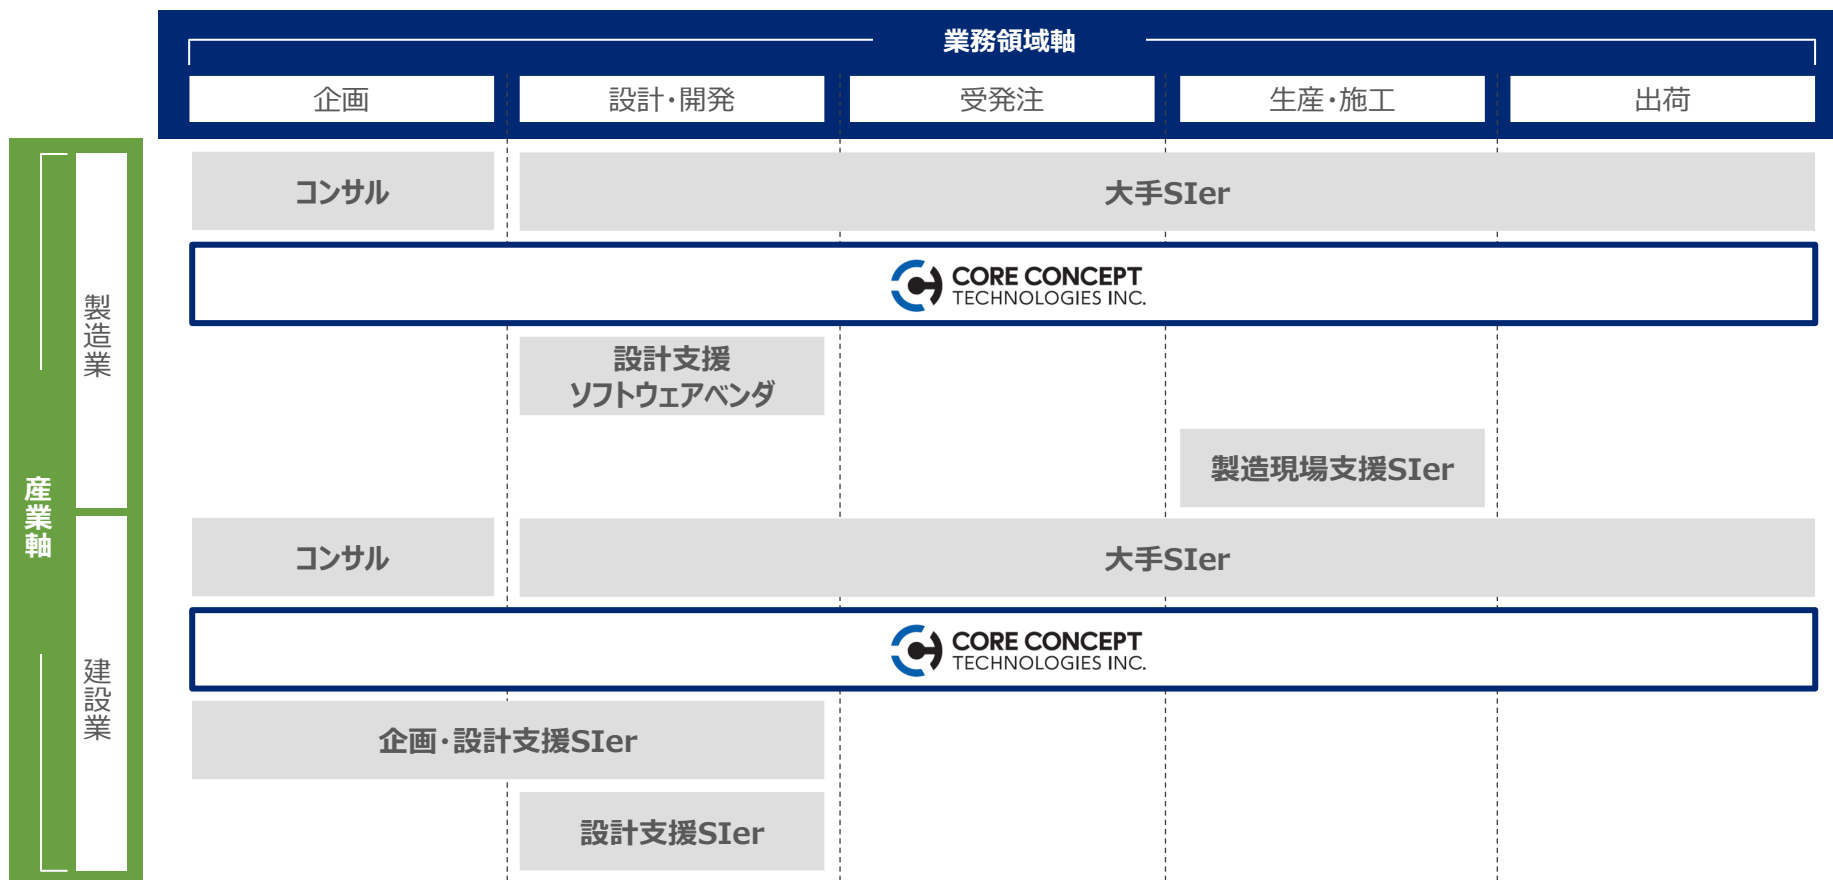 業務領域軸
企画
設計・開発
受発注
生産・施工
出荷
産業軸
製造業
コンサル
大手SIer
CORE CONCEPT
TECHNOLOGIES INC.
設計支援
ソフトウェアベンダ
製造現場支援SIer
建設業
コンサル
大手SIer
CORE CONCEPT
TECHNOLOGIES INC.
企画・設計支援SIer
設計支援SIer